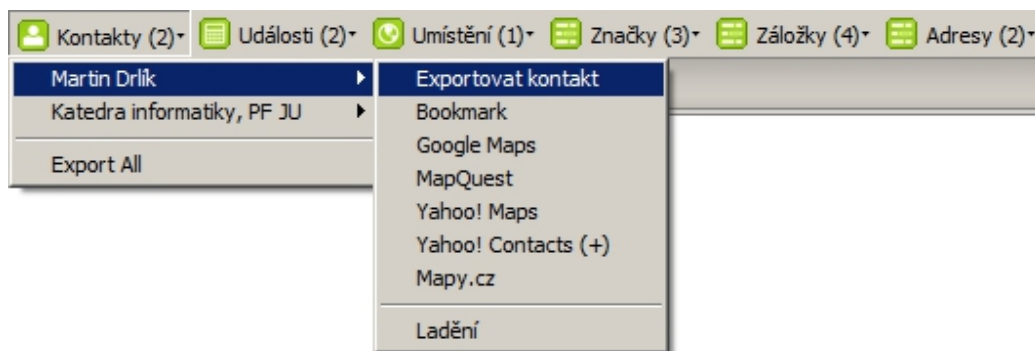 Kontakty (2) Události (2) Umístění (1) Značky (3) Záložky (4) Adresy (2)
Martin Drlík
Katedra informatiky, PF JU
Export All
Exportovat kontakt
Bookmark
Google Maps
MapQuest
Yahoo! Maps
Yahoo! Contacts (+)
Mapy.cz
Ladění